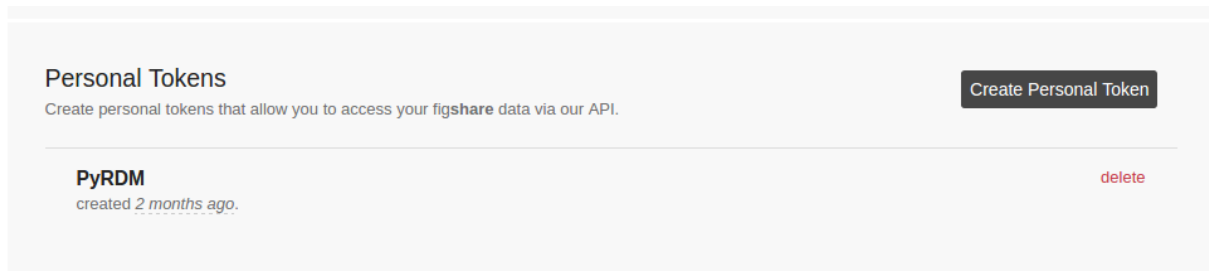 Personal Tokens
Create Personal Token
Create personal tokens that allow you to access your figshare data via our API.
PyRDM
delete
created 2 months ago.